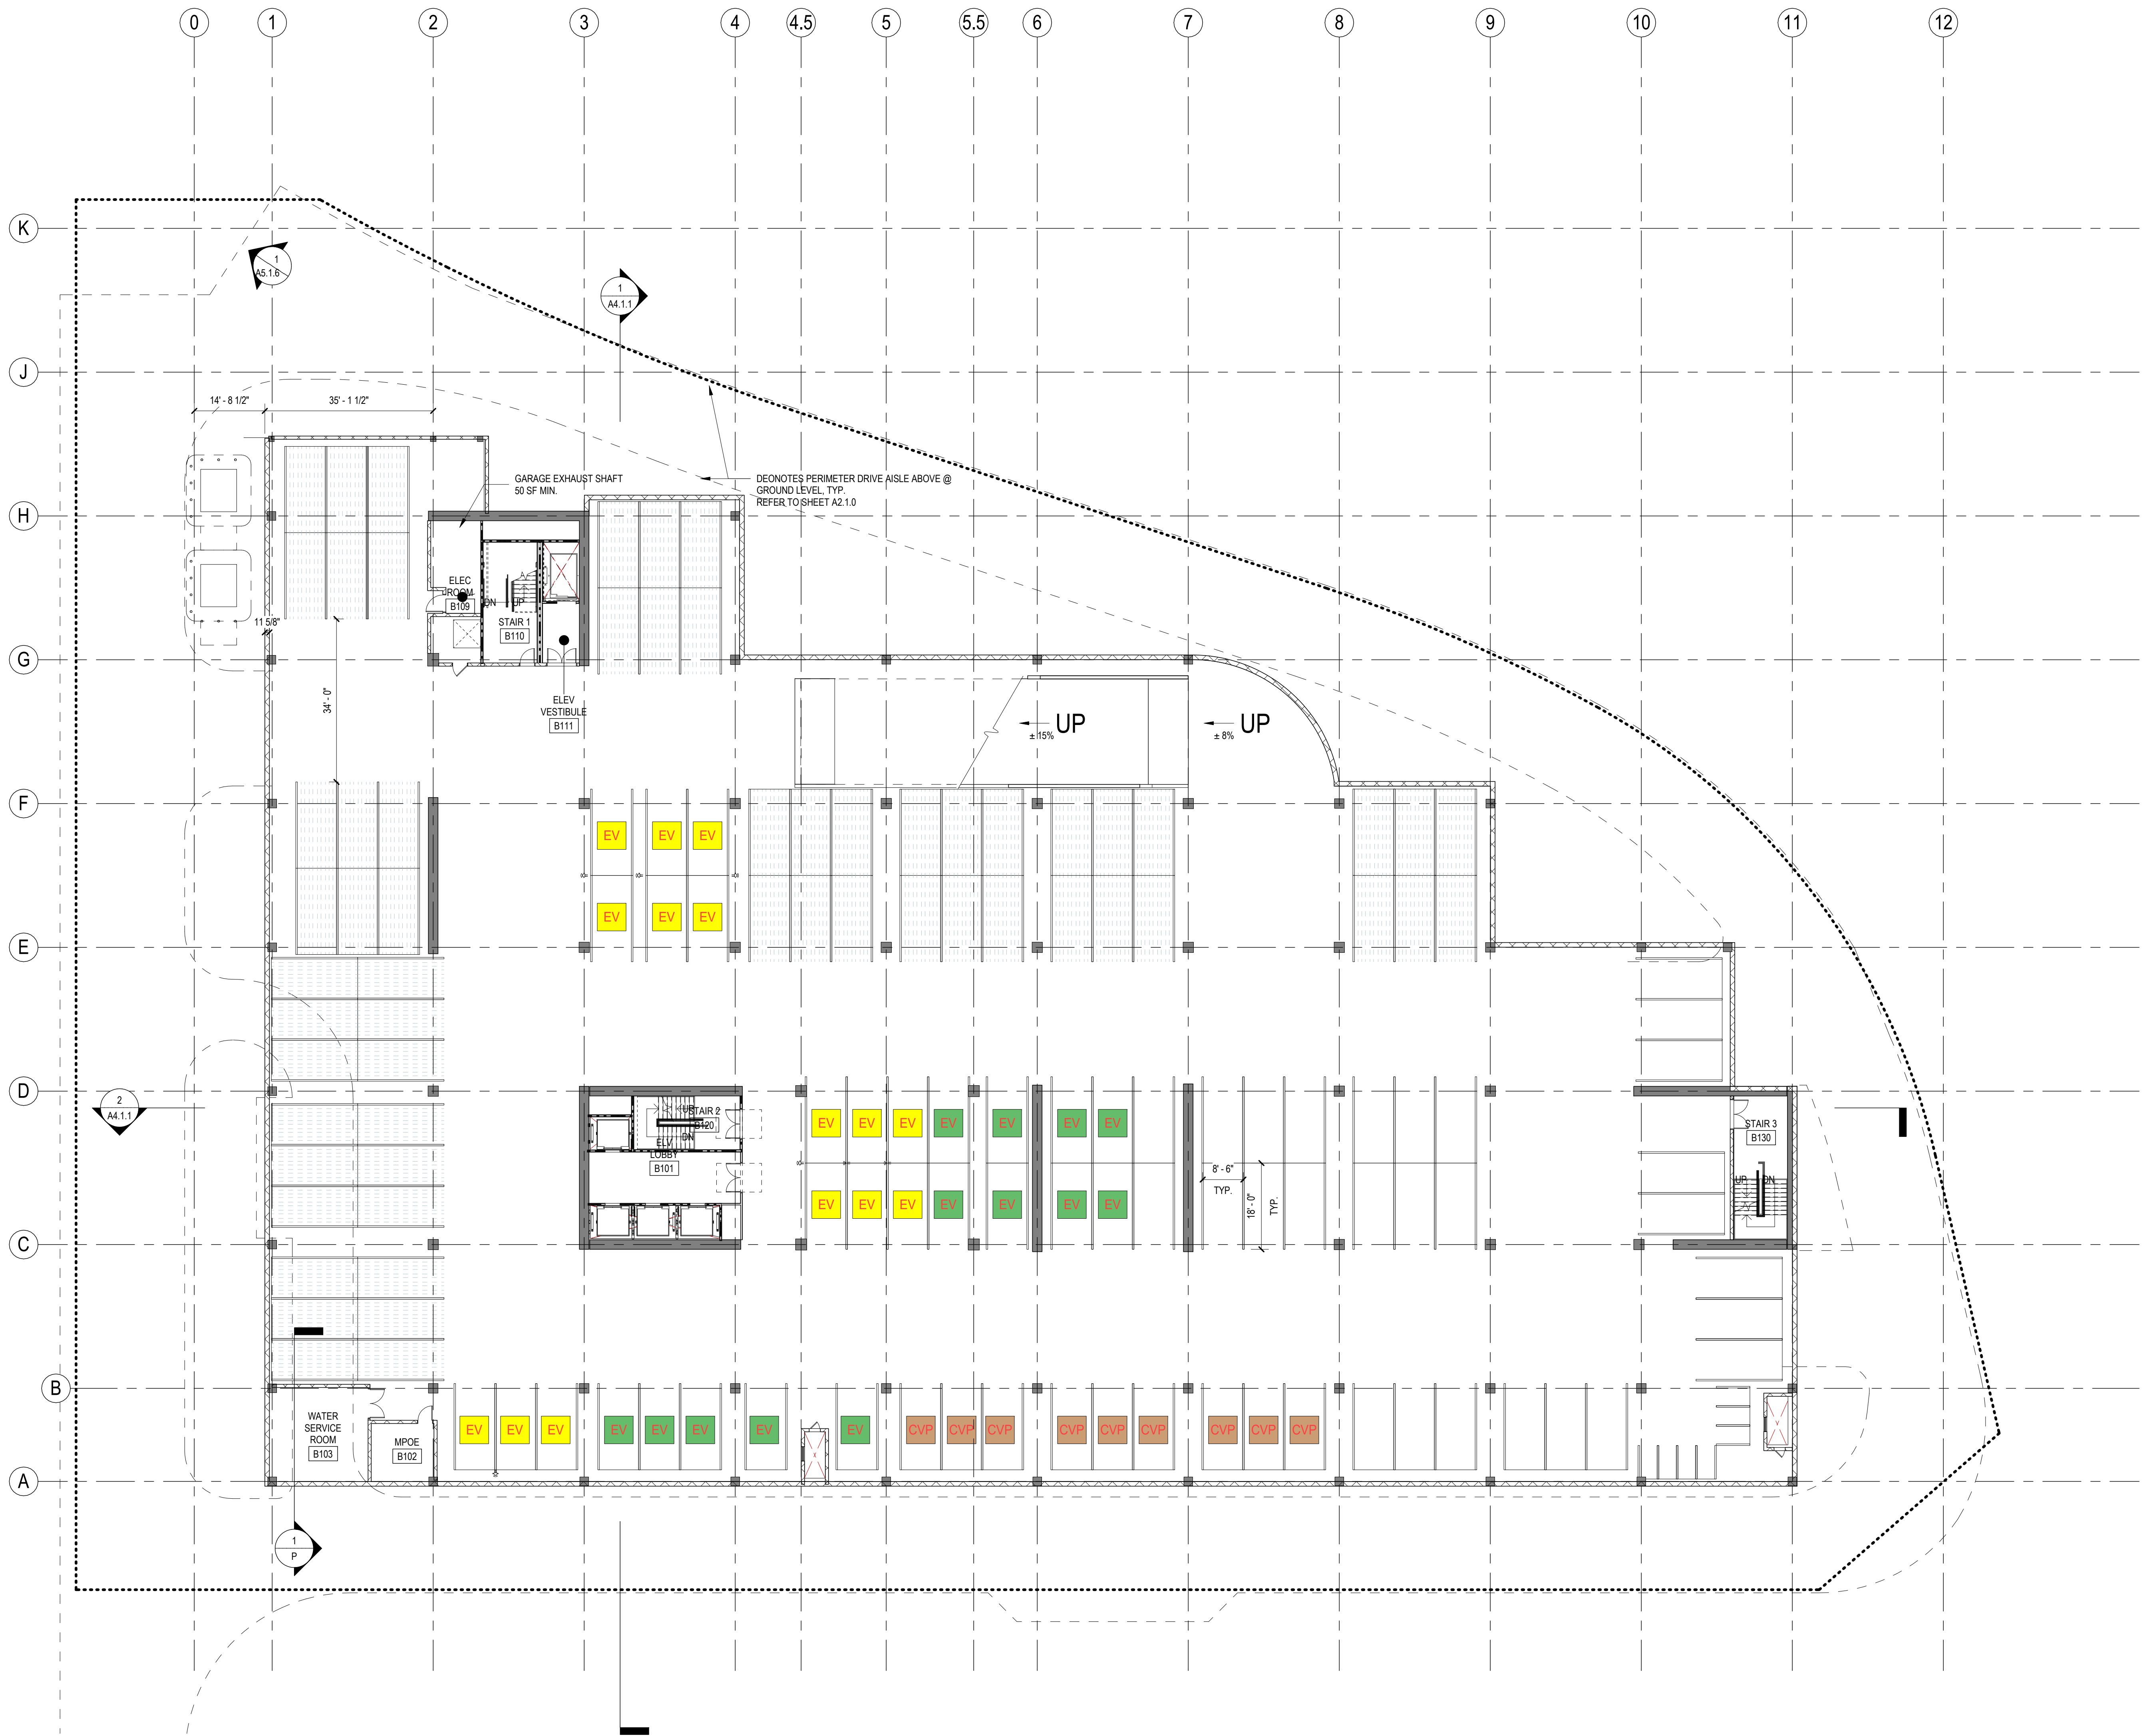 0 1 2 3 4 4.5 5 5.5 6 7 8 9 10 11 12
K
1
A5.1.6
1
A4.1.1
J
14' - 8 1/2"
35' - 1 1/2"
GARAGE EXHAUST SHAFT
50 SF MIN.
DEONOTES PERIMETER DRIVE AISLE ABOVE @
GROUND LEVEL, TYP.
REFER TO SHEET A2.1.0
H
ELEC
ROOM
B109
DN UP
STAIR 1
B110
11 5/8"
G
34' - 0"
ELEV
VESTIBULE
B111
UP
± 15%
UP
± 8%
F
EV EV EV
EV EV EV
E
D
2
A4.1.1
UP
STAIR 2
B120
DN
ELV
LOBBY
B101
EV EV EV EV EV EV EV
STAIR 3
B130
8' - 6"
TYP.
18' - 0"
TYP.
UP DN
EV EV EV EV EV EV EV
C
B
WATER
SERVICE
ROOM
B103
MPOE
B102
EV EV EV EV EV EV EV EV CVP CVP CVP CVP CVP CVP CVP CVP CVP
A
1
P